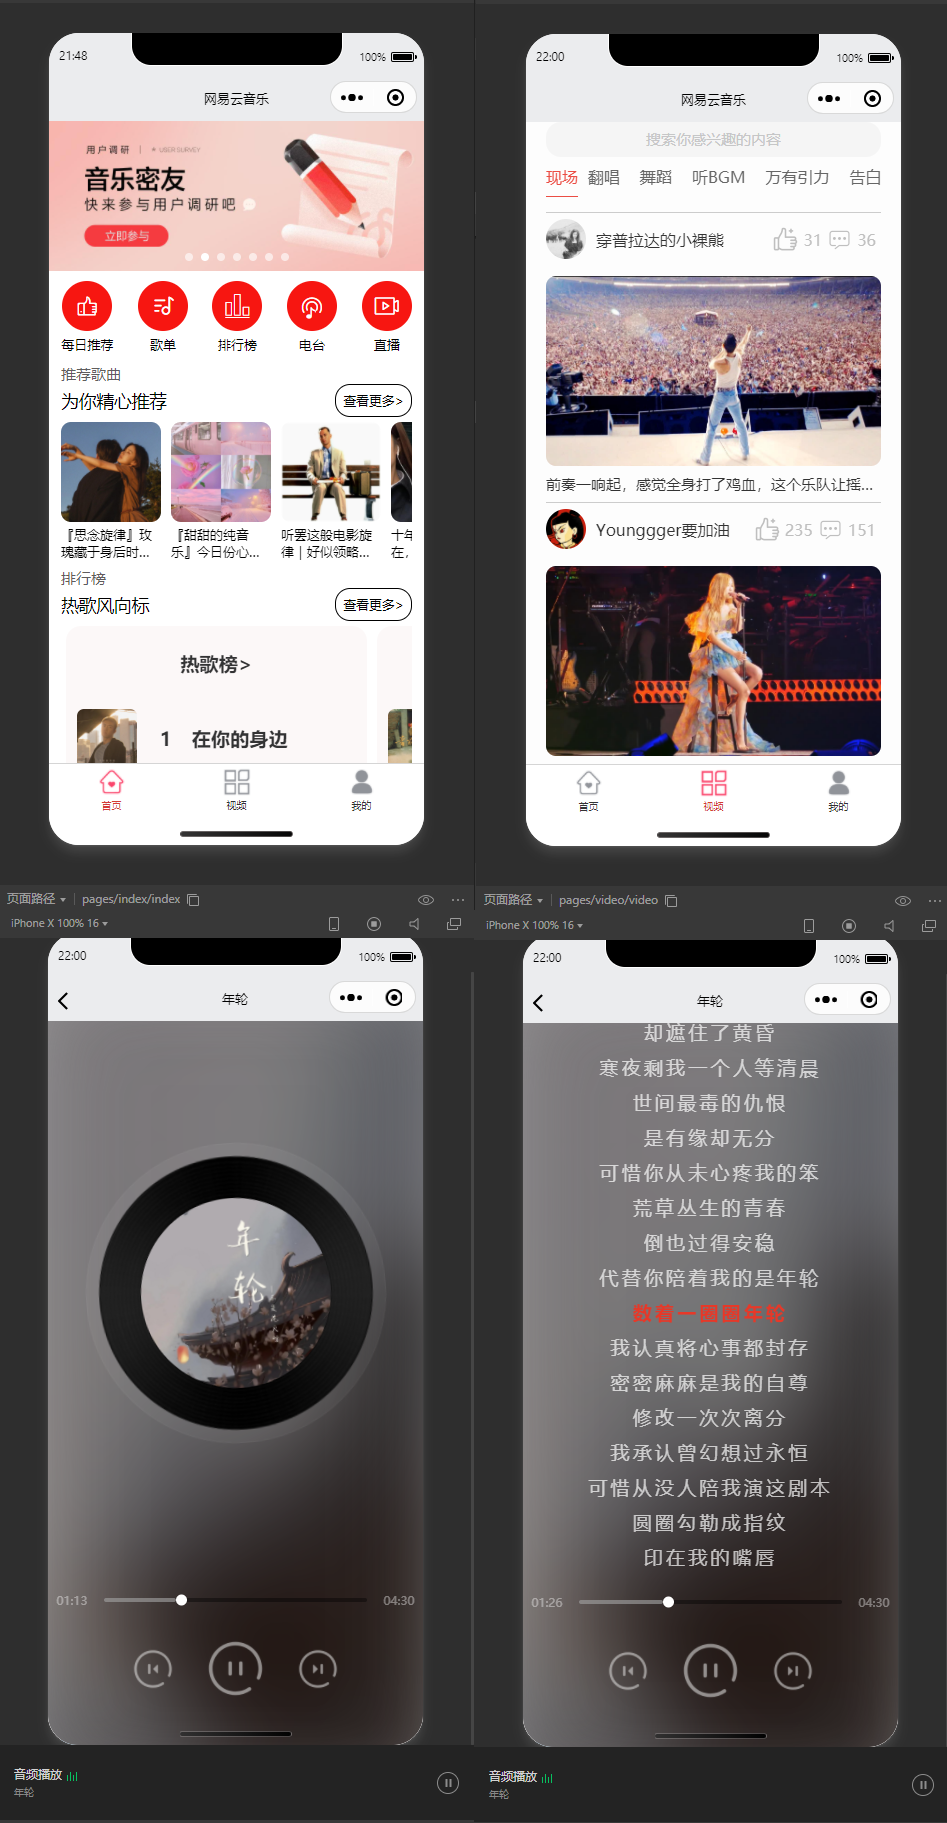 21:48
100%
网易云音乐
用户调研 | USER SURVEY
音乐密友
快来参与用户调研吧
立即参与
每日推荐 歌单 排行榜 电台 直播
推荐歌曲
为你精心推荐
查看更多>
『思念旋律』玫
瑰藏于身后时...
『甜甜的纯音
乐』今日份心...
听罢这般电影旋
律 | 好似领略...
十年
在，
排行榜
热歌风向标
查看更多>
热歌榜>
1 在你的身边
首页 视频 我的
页面路径 pages/index/index
iPhone X 100% 16
22:00
100%
网易云音乐
搜索你感兴趣的内容
现场 翻唱 舞蹈 听BGM 万有引力 告白
穿普拉达的小裸熊 31 36
前奏一响起，感觉全身打了鸡血，这个乐队让摇...
Younggger要加油 235 151
首页 视频 我的
页面路径 pages/video/video
iPhone X 100% 16
22:00
100%
年轮
年
轮
01:13
04:30
音频播放
年轮
22:00
100%
年轮
却遮住了黄昏
寒夜剩我一个人等清晨
世间最毒的仇恨
是有缘却无分
可惜你从未心疼我的笨
荒草丛生的青春
倒也过得安稳
代替你陪着我的是年轮
数着一圈圈年轮
我认真将心事都封存
密密麻麻是我的自尊
修改一次次离分
我承认曾幻想过永恒
可惜从没人陪我演这剧本
圆圈勾勒成指纹
印在我的嘴唇
01:26
04:30
音频播放
年轮